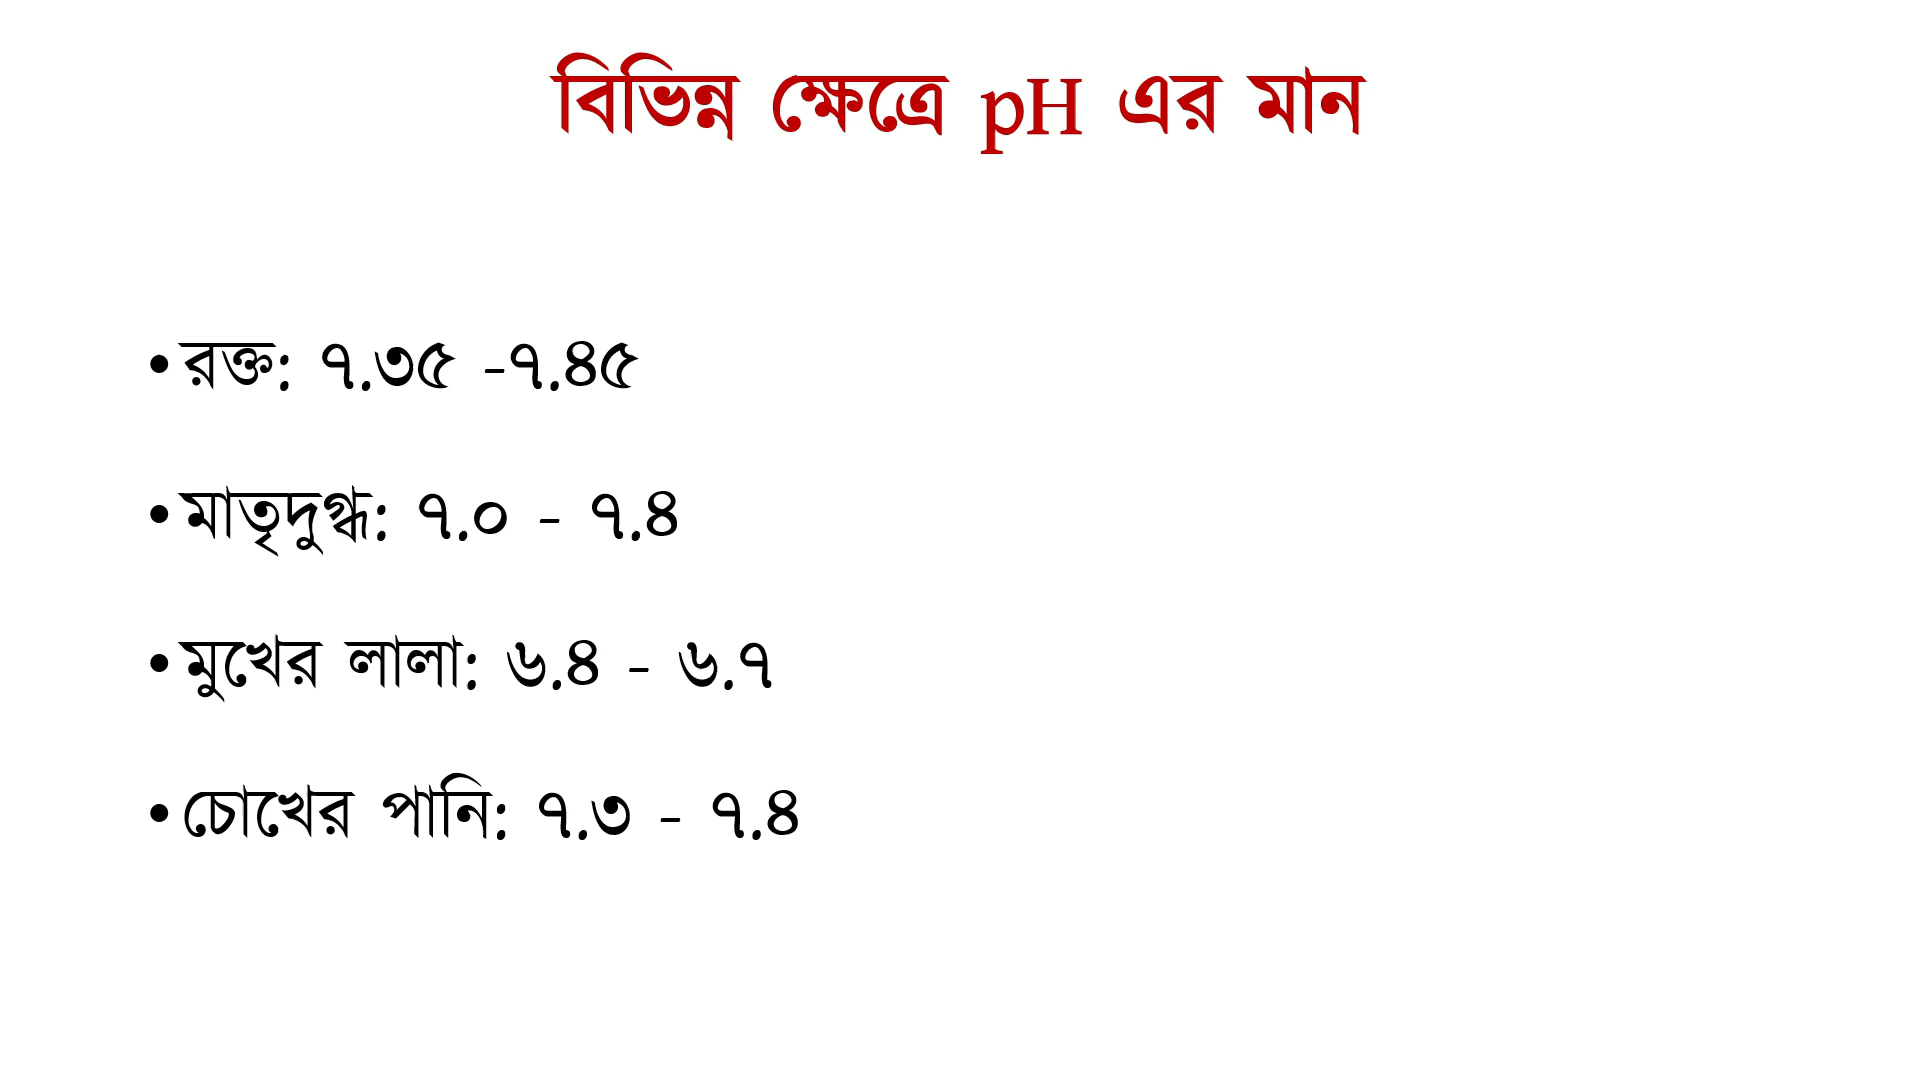 বিভিন্ন ক্ষেত্রে pH এর মান
• রক্ত: ৭.৩৫ -৭.৪৫
• মাতৃদুগ্ধ: ৭.০ - ৭.৪
• মুখের লালা: ৬.৪ - ৬.৭
• চোখের পানি: ৭.৩ - ৭.৪